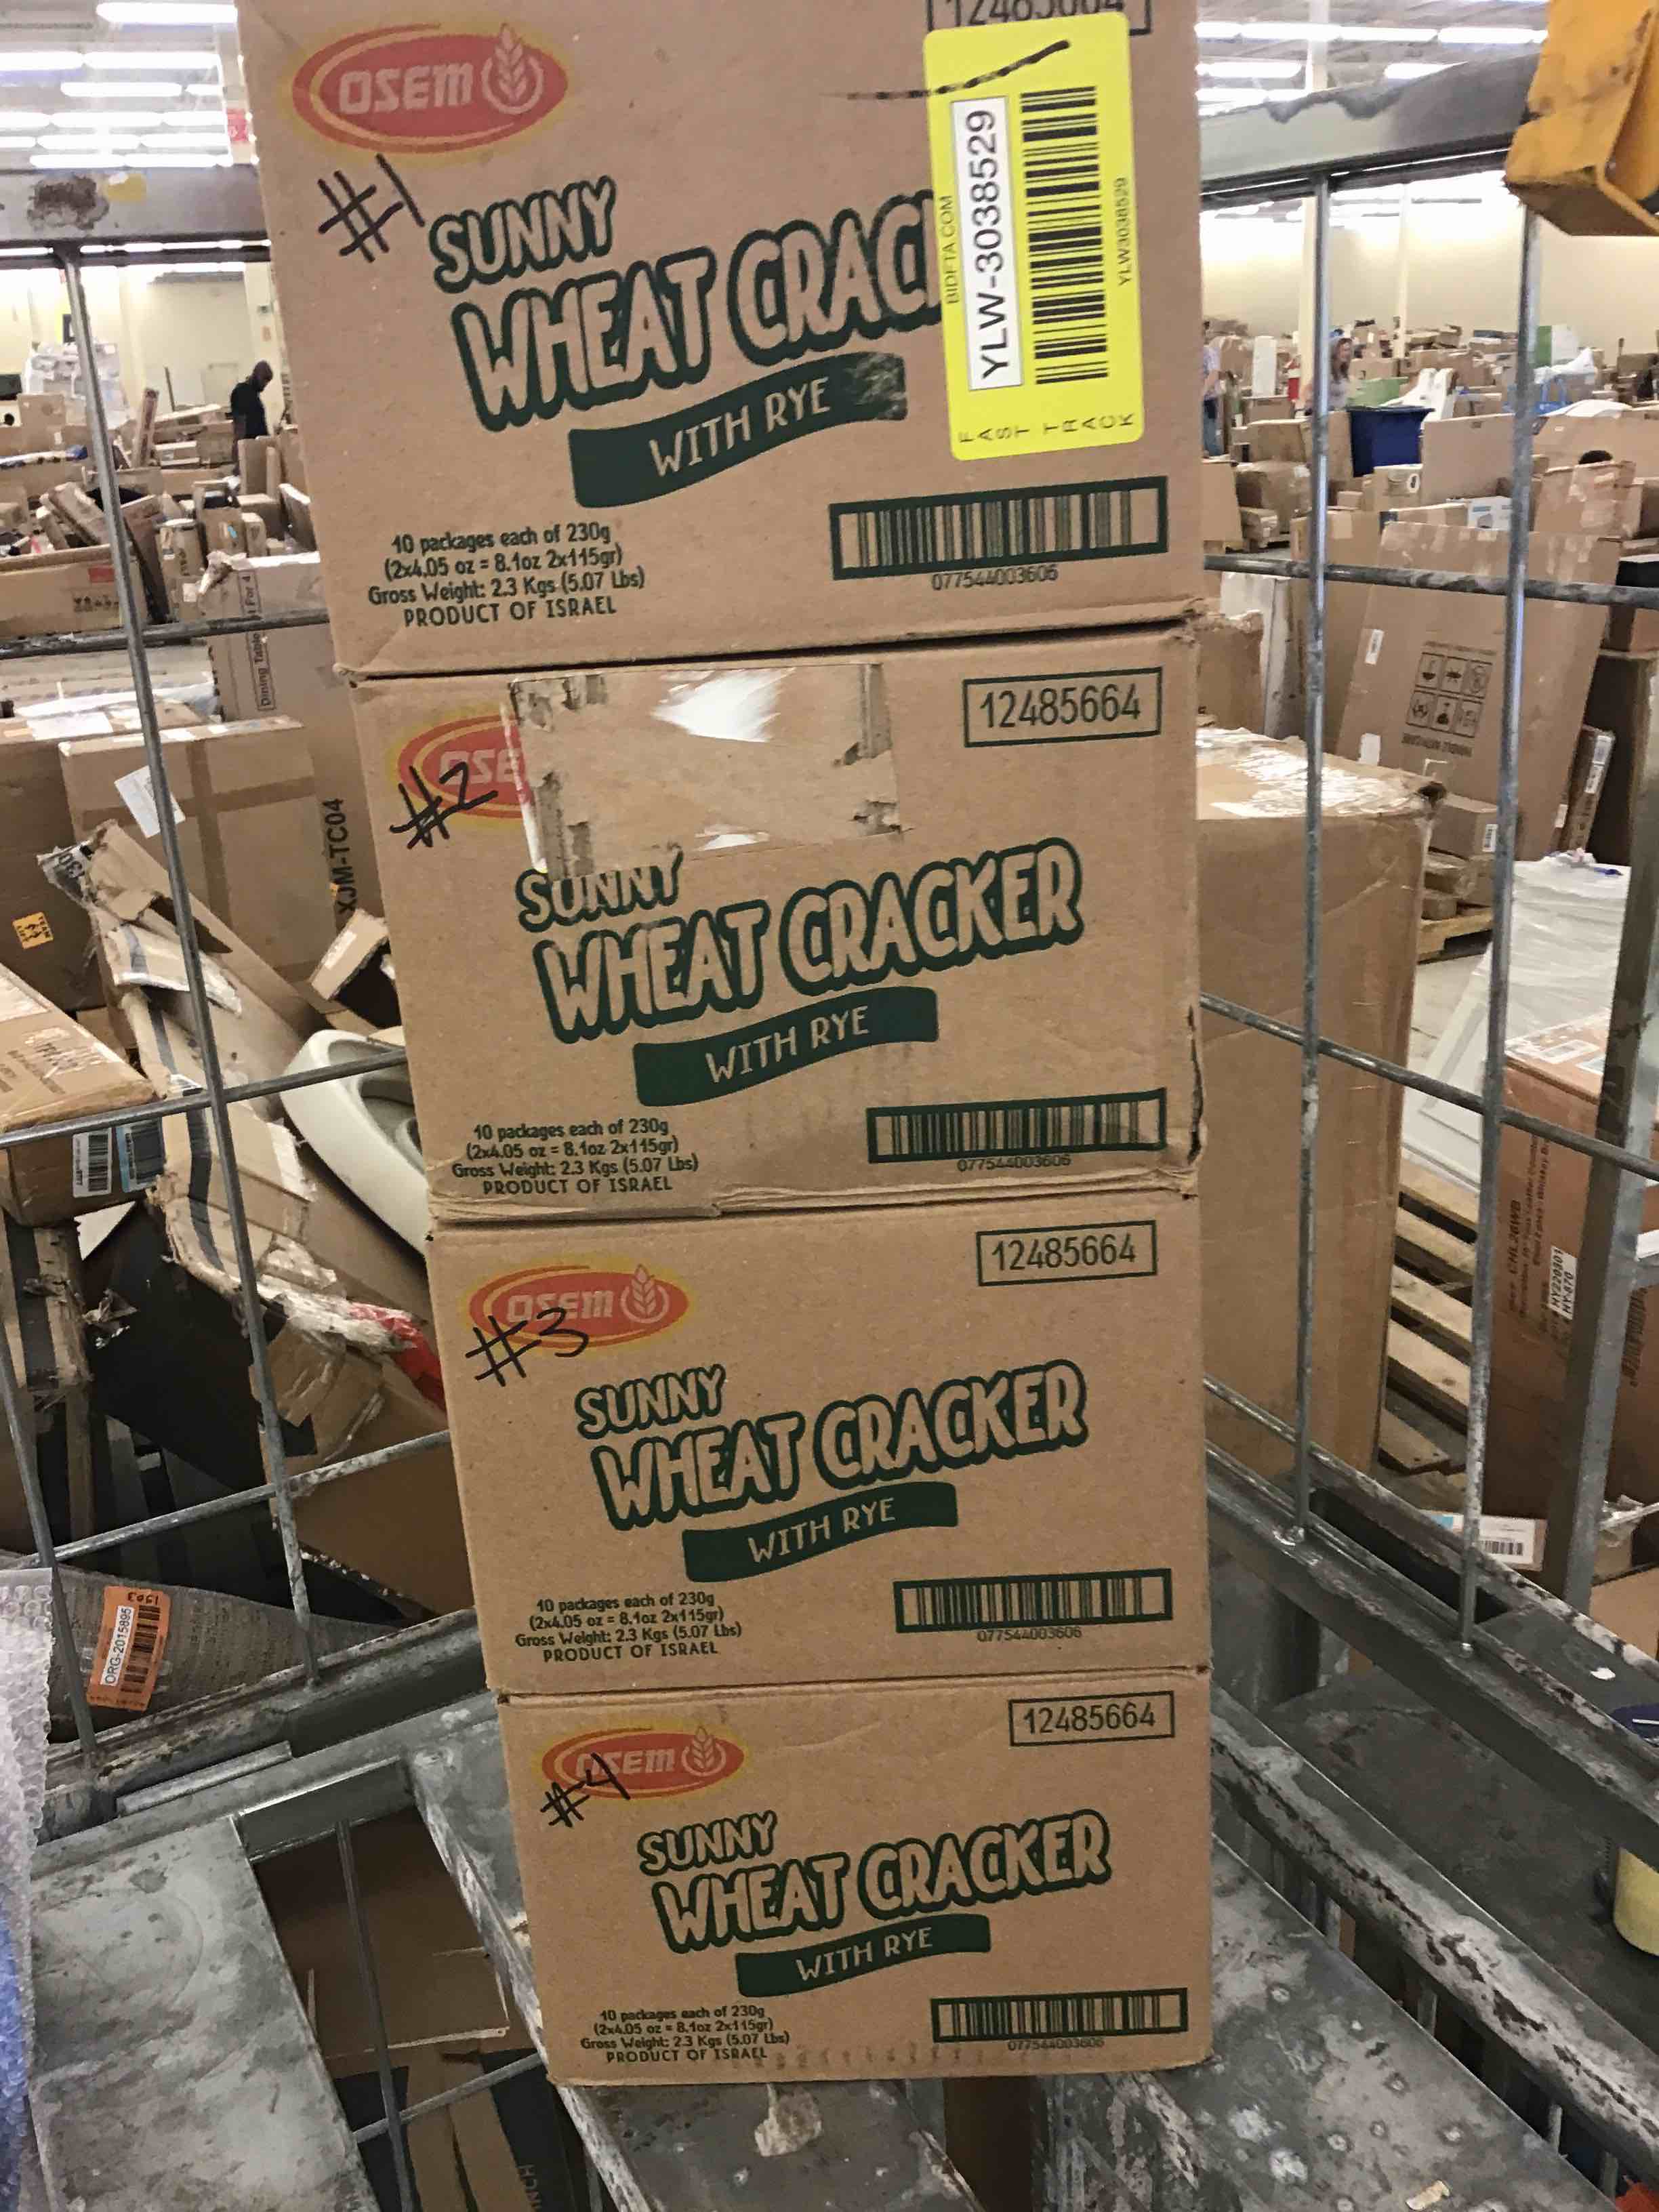 OSEM
#1
SUNNY
WHEAT CRAC
WITH RYE
BIDFTA.COM
YLW-3038529
YLW3038529
FAST TRACK
10 packages each of 230g
(2x4.05 oz = 8.1oz 2x115gr)
Gross Weight: 2.3 Kgs (5.07 Lbs)
PRODUCT OF ISRAEL
077544003606
12485664
OSE
#2
SUNNY
WHEAT CRACKER
WITH RYE
10 packages each of 230g
(2x4.05 oz = 8.1oz 2x115gr)
Gross Weight: 2.3 Kgs (5.07 Lbs)
PRODUCT OF ISRAEL
077544003606
12485664
OSEM
#3
SUNNY
WHEAT CRACKER
WITH RYE
10 packages each of 230g
(2x4.05 oz = 8.1oz 2x115gr)
Gross Weight: 2.3 Kgs (5.07 Lbs)
PRODUCT OF ISRAEL
077544003606
12485664
OSEM
#4
SUNNY
WHEAT CRACKER
WITH RYE
10 packages each of 230g
(2x4.05 oz = 8.1oz 2x115gr)
Gross Weight: 2.3 Kgs (5.07 Lbs)
PRODUCT OF ISRAEL
077544003606
Dining Table
XJM-TC04
ORG-2015895
1503